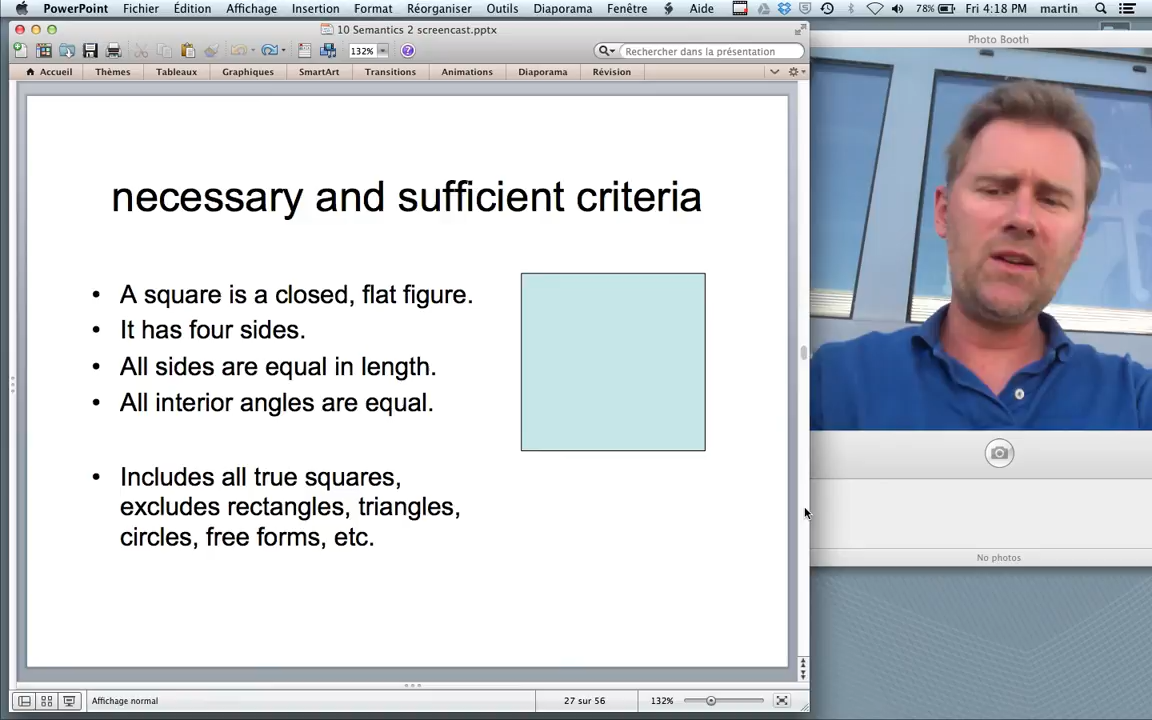 PowerPoint Fichier Édition Affichage Insertion Format Réorganiser Outils Diaporama Fenêtre Aide 78% Fri 4:18 PM martin
10 Semantics 2 screencast.pptx
Photo Booth
132% Rechercher dans la présentation
Accueil Thèmes Tableaux Graphiques SmartArt Transitions Animations Diaporama Révision
necessary and sufficient criteria
• A square is a closed, flat figure.
• It has four sides.
• All sides are equal in length.
• All interior angles are equal.
• Includes all true squares,
excludes rectangles, triangles,
circles, free forms, etc.
No photos
Affichage normal 27 sur 56 132%